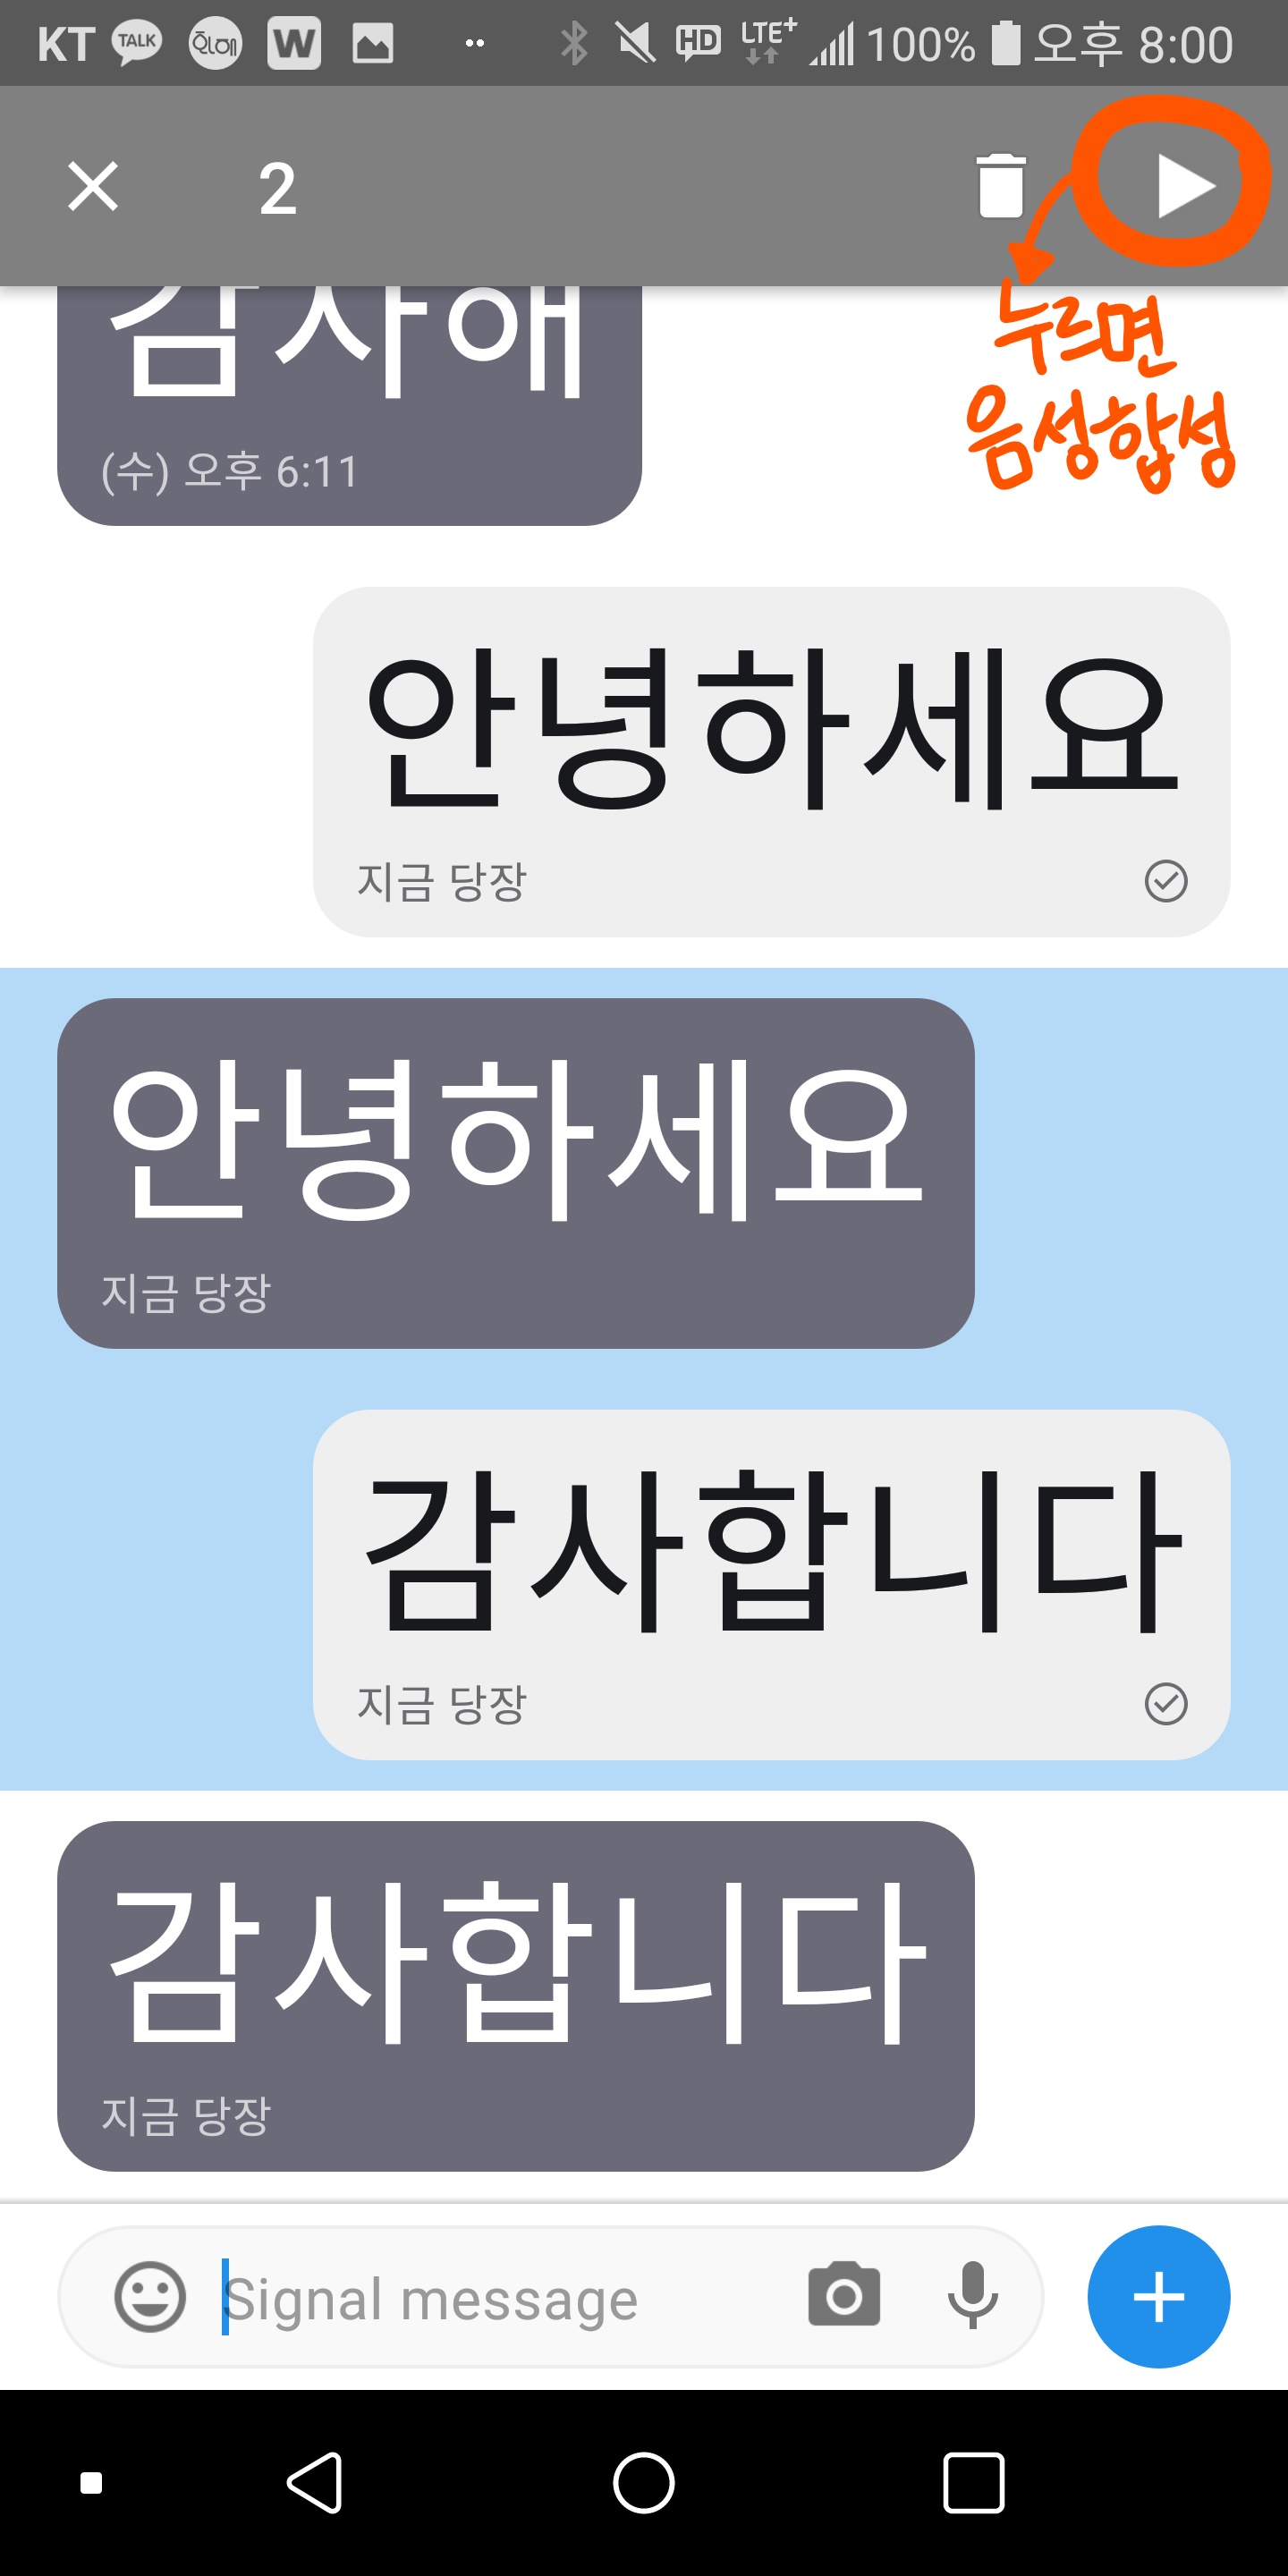 KT TALK W HD LTE+ 100% 오후 8:00
2
누르면
음성합성
감사해
(수) 오후 6:11
안녕하세요
지금 당장
안녕하세요
지금 당장
감사합니다
지금 당장
감사합니다
지금 당장
Signal message